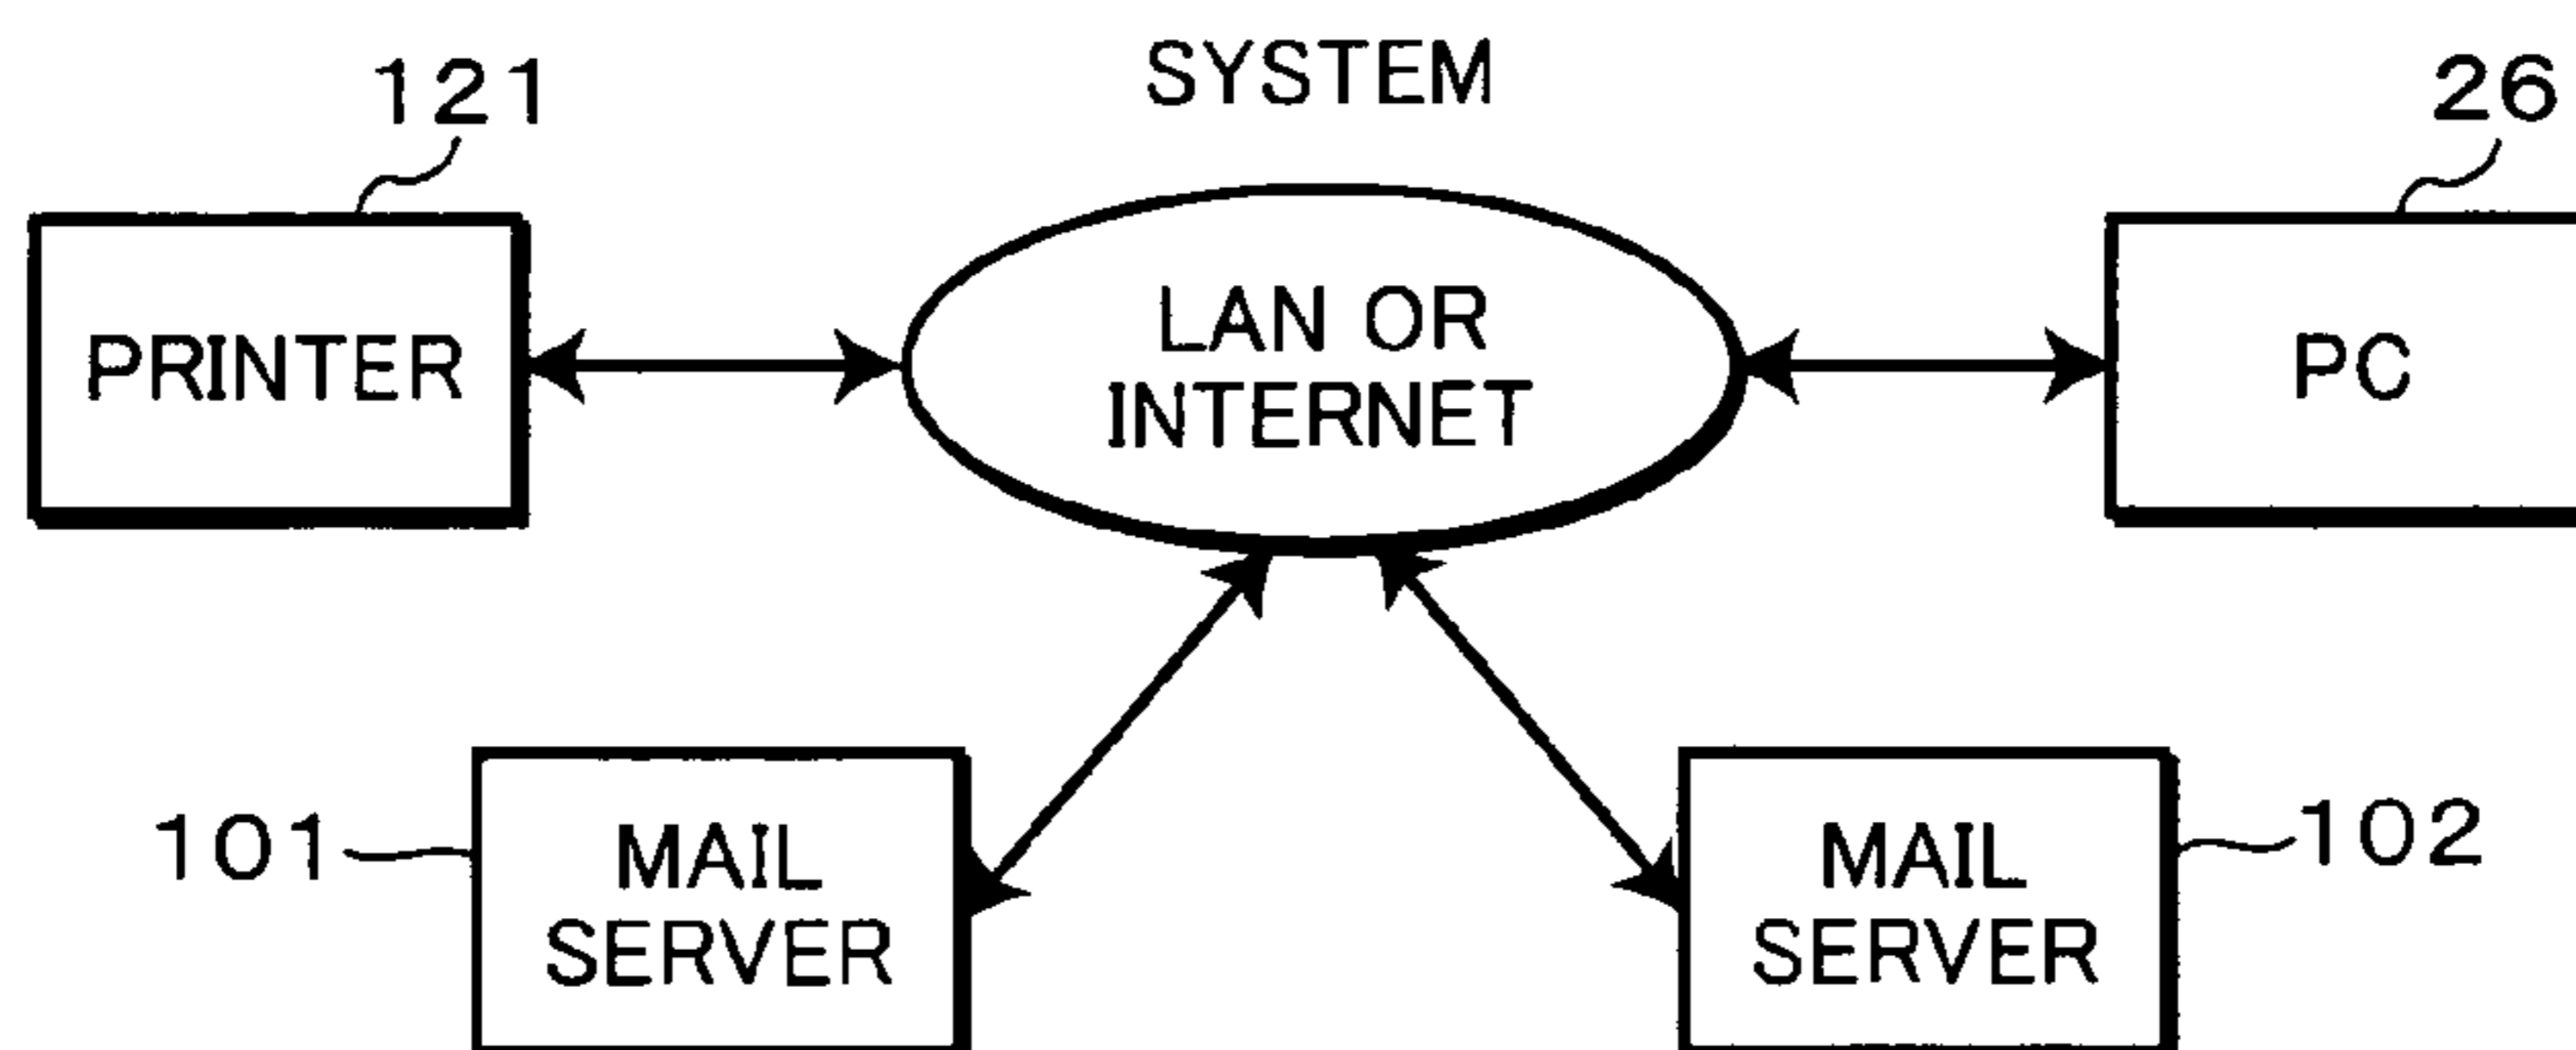 SYSTEM
121
26
PRINTER
LAN OR
INTERNET
PC
101
MAIL
SERVER
MAIL
SERVER
102